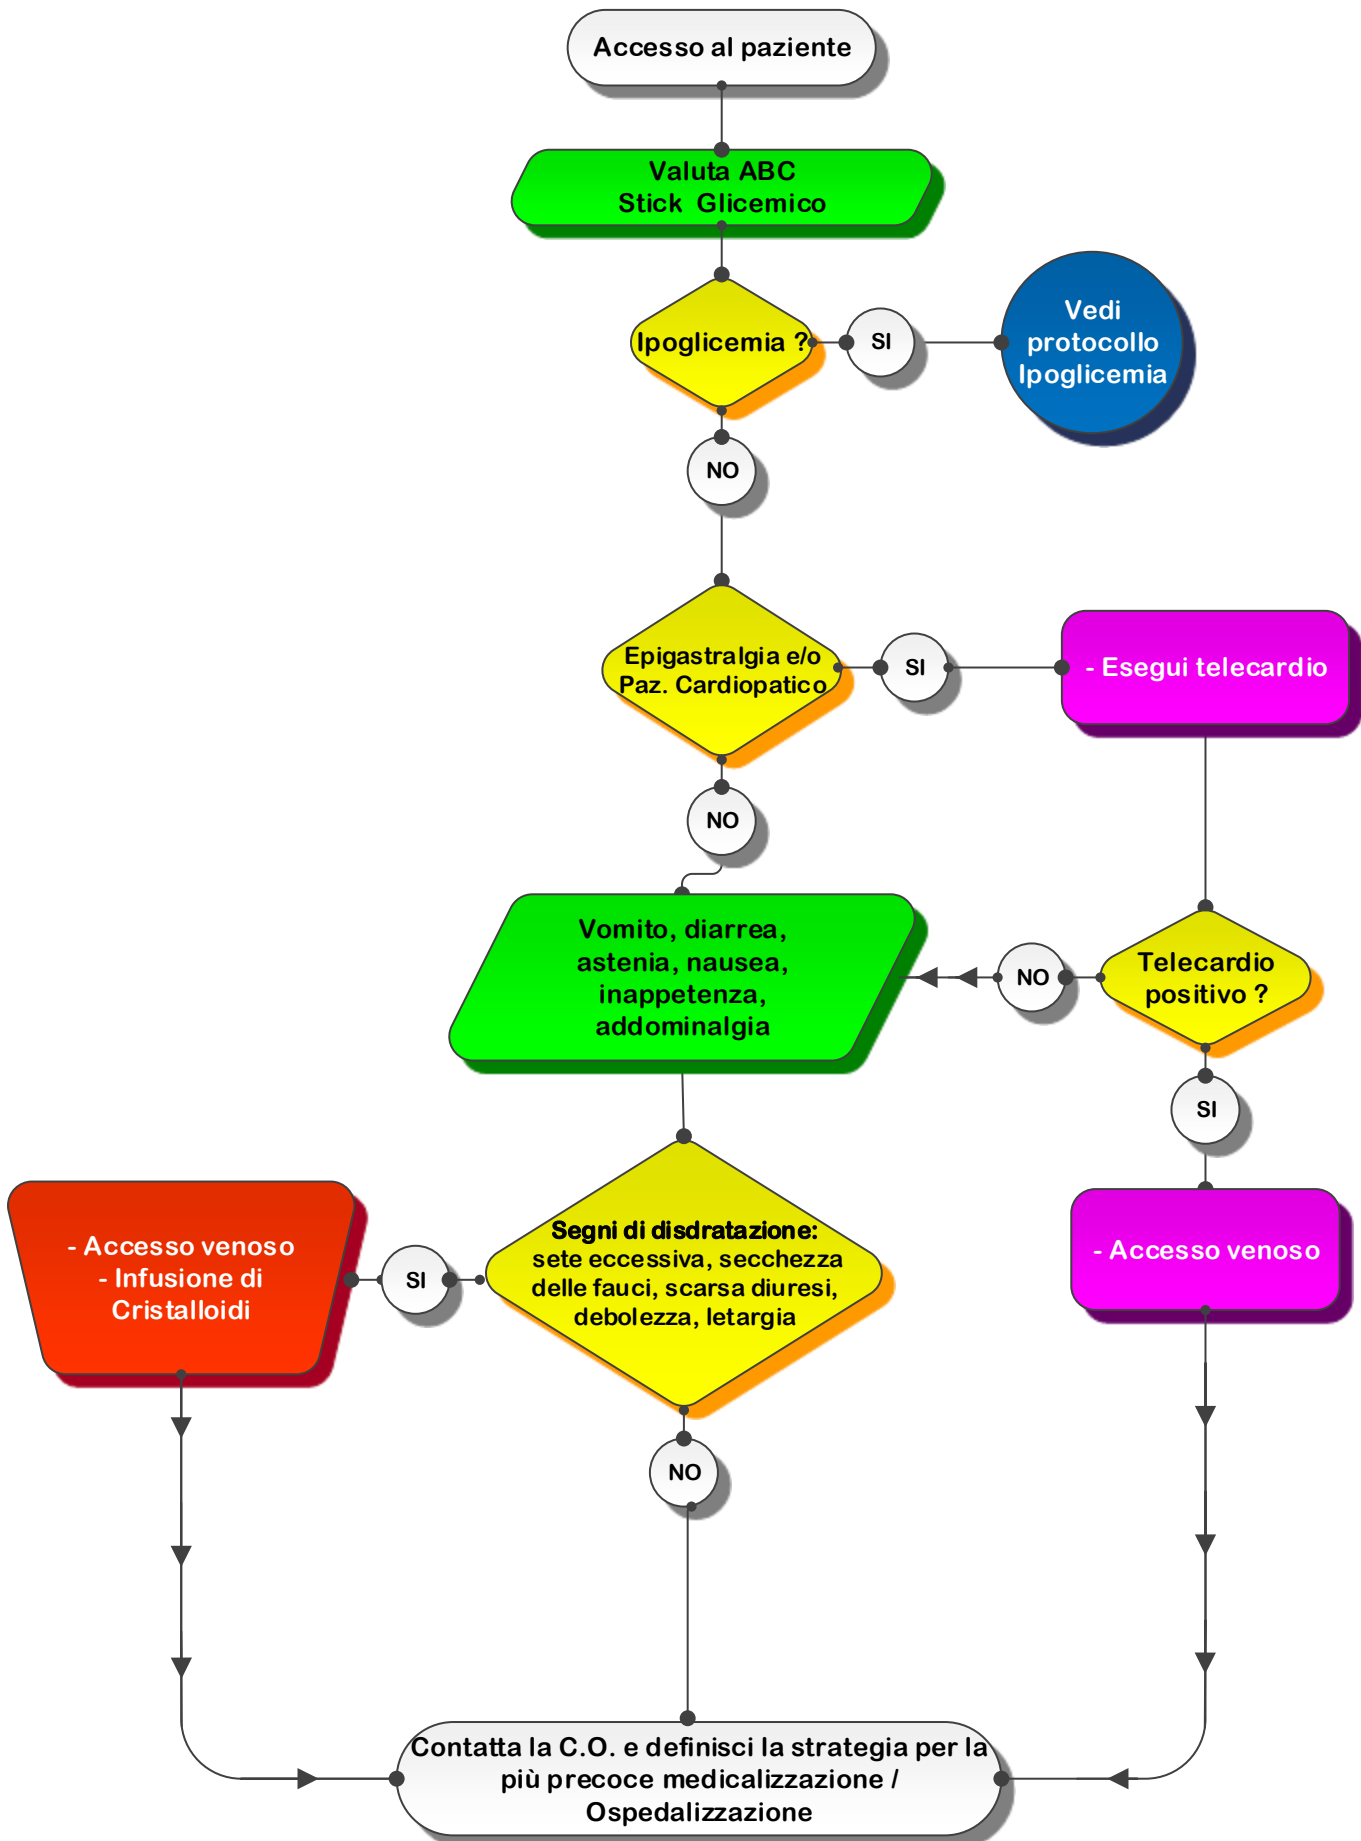 Accesso al paziente
Valuta ABC
Stick Glicemico
Ipoglicemia ?
SI
Vedi
protocollo
Ipoglicemia
NO
Epigastralgia e/o
Paz. Cardiopatico
SI
- Esegui telecardio
NO
Vomito, diarrea,
astenia, nausea,
inappetenza,
addominalgia
NO
Telecardio
positivo ?
SI
- Accesso venoso
- Infusione di
Cristalloidi
SI
Segni di disdratazione:
sete eccessiva, secchezza
delle fauci, scarsa diuresi,
debolezza, letargia
- Accesso venoso
NO
Contatta la C.O. e definisci la strategia per la
più precoce medicalizzazione /
Ospedalizzazione